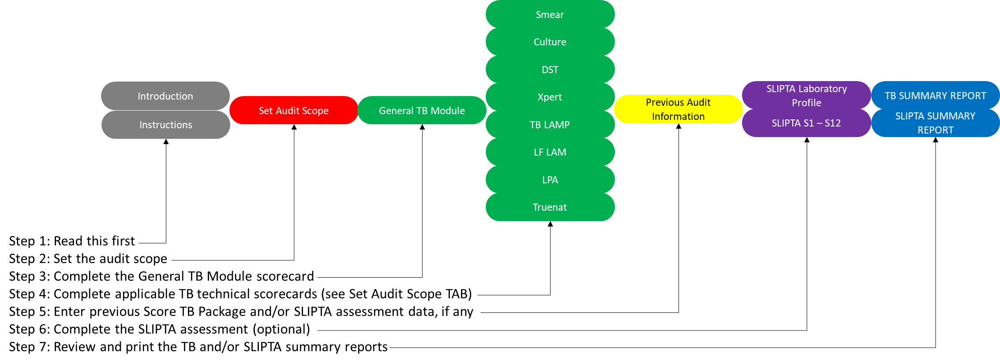 Smear
Culture
DST
Xpert
TB LAMP
LF LAM
LPA
Truenat
Introduction
Instructions
Set Audit Scope
General TB Module
Previous Audit
Information
SLIPTA Laboratory
Profile
SLIPTA S1 – S12
TB SUMMARY REPORT
SLIPTA SUMMARY
REPORT
Step 1: Read this first
Step 2: Set the audit scope
Step 3: Complete the General TB Module scorecard
Step 4: Complete applicable TB technical scorecards (see Set Audit Scope TAB)
Step 5: Enter previous Score TB Package and/or SLIPTA assessment data, if any
Step 6: Complete the SLIPTA assessment (optional)
Step 7: Review and print the TB and/or SLIPTA summary reports